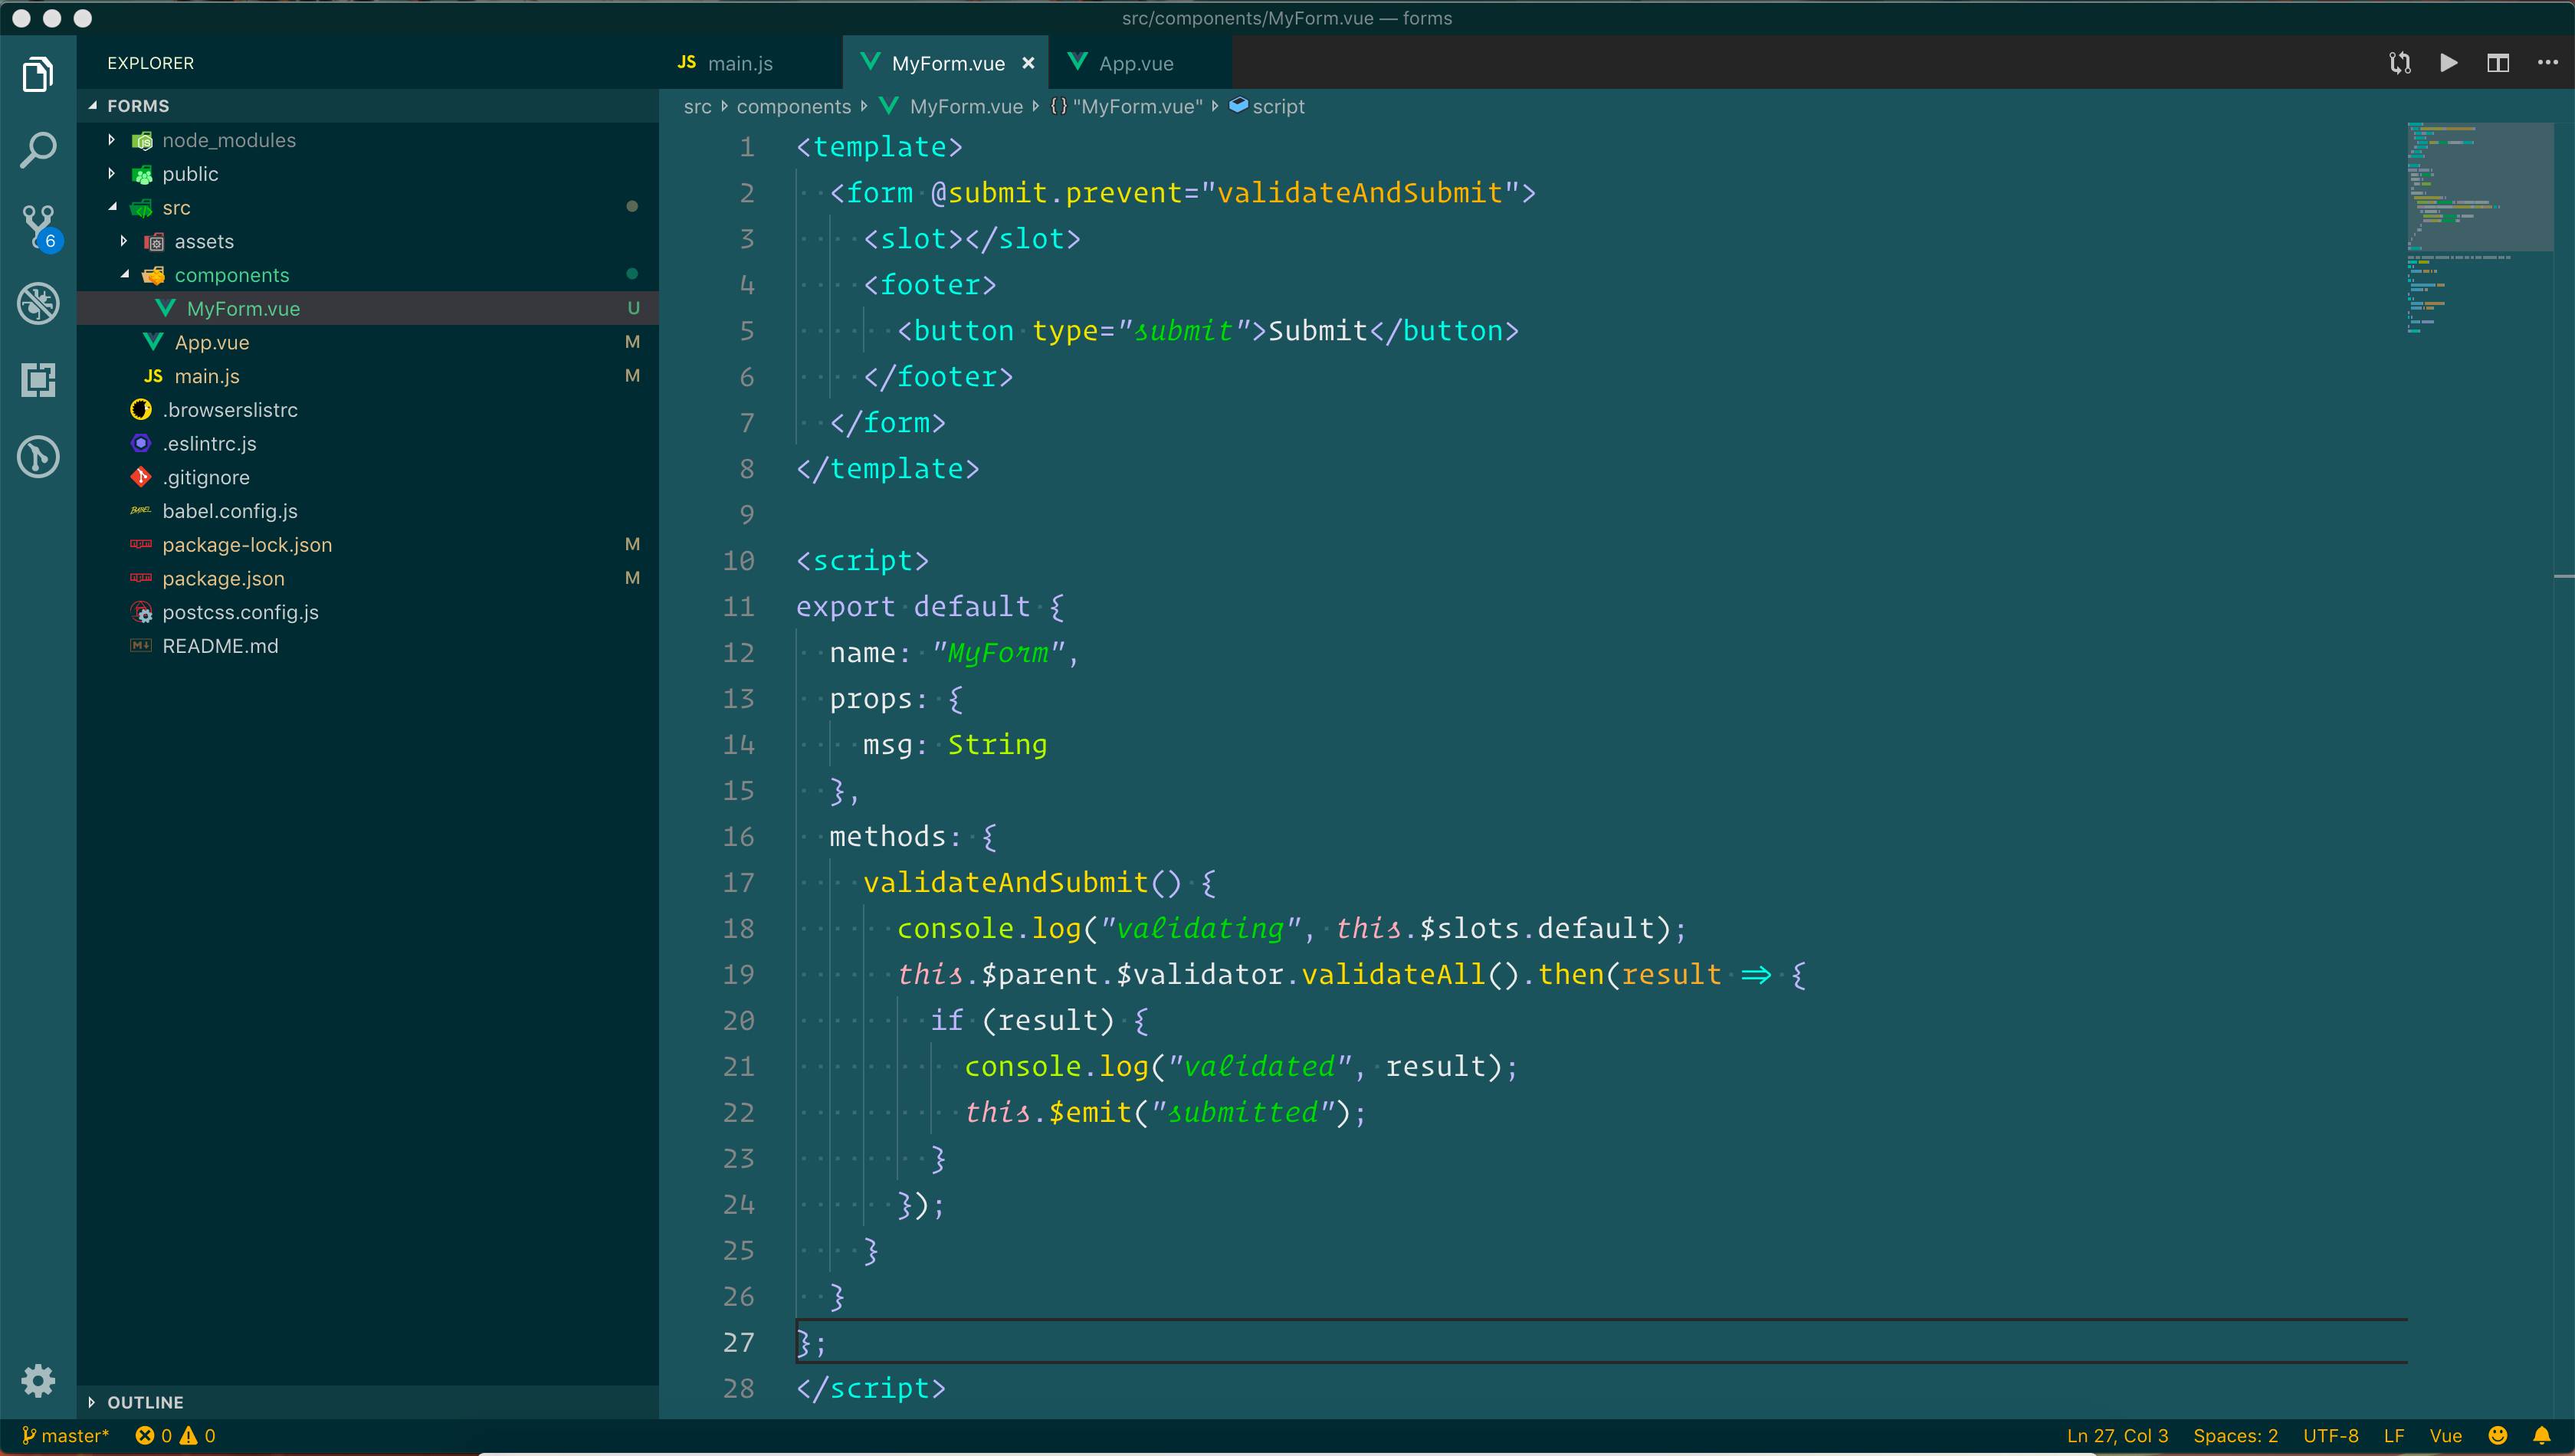 src/components/MyForm.vue — forms
EXPLORER
FORMS
node_modules
public
src
assets
components
MyForm.vue U
App.vue M
main.js M
.browserslistrc
.eslintrc.js
.gitignore
babel.config.js
package-lock.json M
package.json M
postcss.config.js
README.md
OUTLINE
6
JS main.js
MyForm.vue ×
App.vue
src components MyForm.vue {} "MyForm.vue" script
1 <template>
2 <form @submit.prevent="validateAndSubmit">
3 <slot></slot>
4 <footer>
5 <button type="submit">Submit</button>
6 </footer>
7 </form>
8 </template>
9
10 <script>
11 export default {
12 name: "MyForm",
13 props: {
14 msg: String
15 },
16 methods: {
17 validateAndSubmit() {
18 console.log("validating", this.$slots.default);
19 this.$parent.$validator.validateAll().then(result => {
20 if (result) {
21 console.log("validated", result);
22 this.$emit("submitted");
23 }
24 });
25 }
26 }
27 };
28 </script>
master* 0 0 Ln 27, Col 3 Spaces: 2 UTF-8 LF Vue